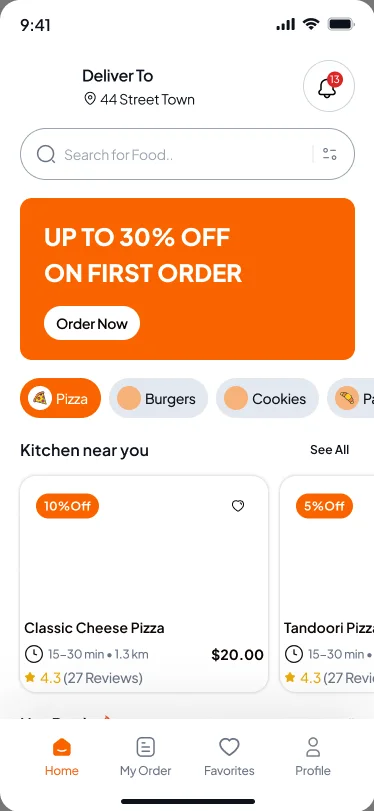 9:41
Deliver To
44 Street Town
13
Search for Food..
UP TO 30% OFF
ON FIRST ORDER
Order Now
Pizza
Burgers
Cookies
Kitchen near you
See All
10%Off
5%Off
Classic Cheese Pizza
Tandoori Pizza
15-30 min • 1.3 km
$20.00
15-30 min •
4.3 (27 Reviews)
4.3 (27
Home
My Order
Favorites
Profile